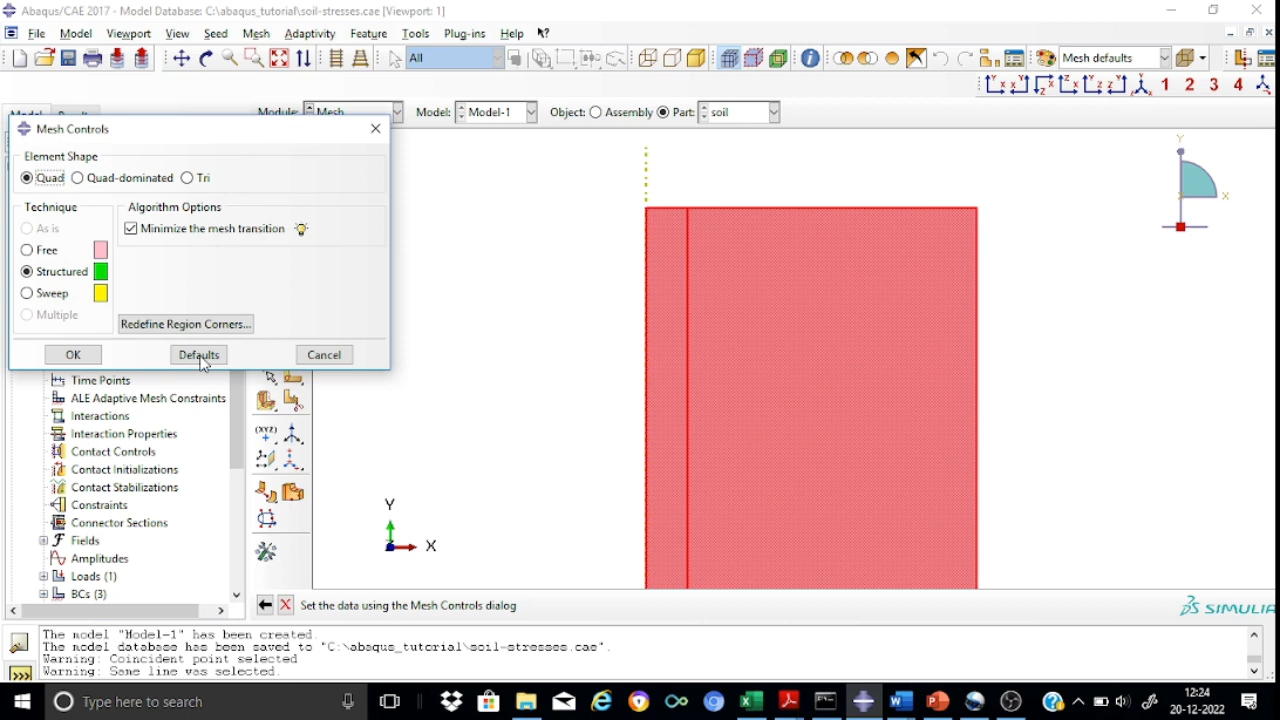 Abaqus/CAE 2017 - Model Database: C:\abaqus_tutorial\soil-stresses.cae [Viewport: 1]
File Model Viewport View Seed Mesh Adaptivity Feature Tools Plug-ins Help
All Mesh defaults
1 2 3 4
Module: Mesh Model: Model-1 Object: Assembly Part: soil
Mesh Controls
Element Shape
Quad Quad-dominated Tri
Technique Algorithm Options
As is Minimize the mesh transition
Free
Structured
Sweep
Multiple Redefine Region Corners...
OK Defaults Cancel
Time Points
ALE Adaptive Mesh Constraints
Interactions
Interaction Properties
Contact Controls
Contact Initializations
Contact Stabilizations
Constraints
Connector Sections
Fields
Amplitudes
Loads (1)
BCs (3)
(XYZ)
Y
X
Y
X
Set the data using the Mesh Controls dialog
SIMULIA
The model "Model-1" has been created.
The model database has been saved to "C:\abaqus_tutorial\soil-stresses.cae".
Warning: Coincident point selected
Warning: Same line was selected.
Type here to search
12:24
20-12-2022